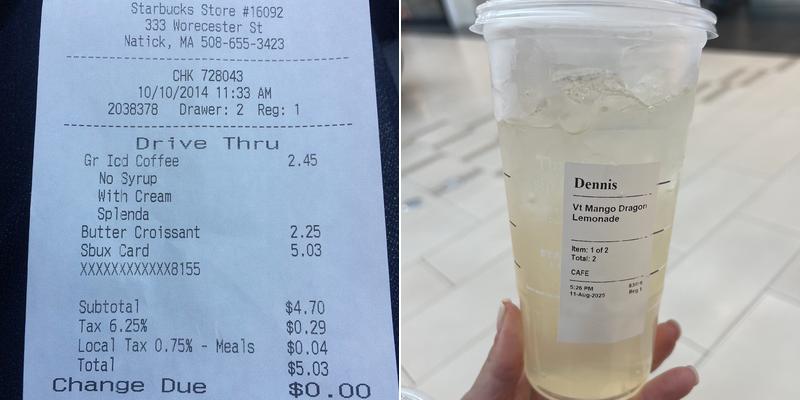 Starbucks Store #16092
333 Worecester St
Natick, MA 508-655-3423
CHK 728043
10/10/2014 11:33 AM
2038378 Drawer: 2 Reg: 1
Drive Thru
Gr Icd Coffee 2.45
No Syrup
With Cream
Splenda
Butter Croissant 2.25
Sbux Card 5.03
XXXXXXXXXXXX8155
Subtotal $4.70
Tax 6.25% $0.29
Local Tax 0.75% - Meals $0.04
Total $5.03
Change Due $0.00
Dennis
Vt Mango Dragon
Lemonade
Item: 1 of 2
Total: 2
CAFE
5:26 PM
11-Aug-2025
Reg 1